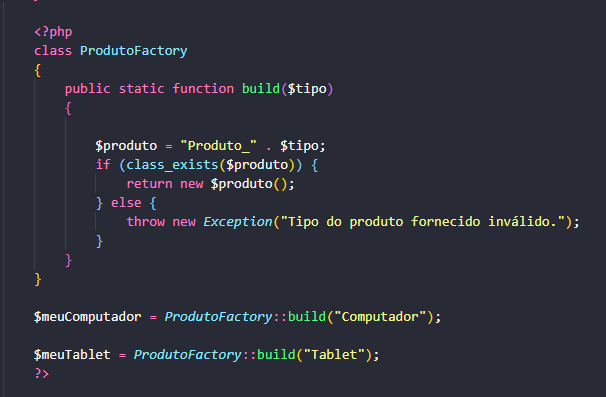 <?php
class ProdutoFactory
{
    public static function build($tipo)
    {
        $produto = "Produto_" . $tipo;
        if (class_exists($produto)) {
            return new $produto();
        } else {
            throw new Exception("Tipo do produto fornecido inválido.");
        }
    }
}
$meuComputador = ProdutoFactory::build("Computador");
$meuTablet = ProdutoFactory::build("Tablet");
?>